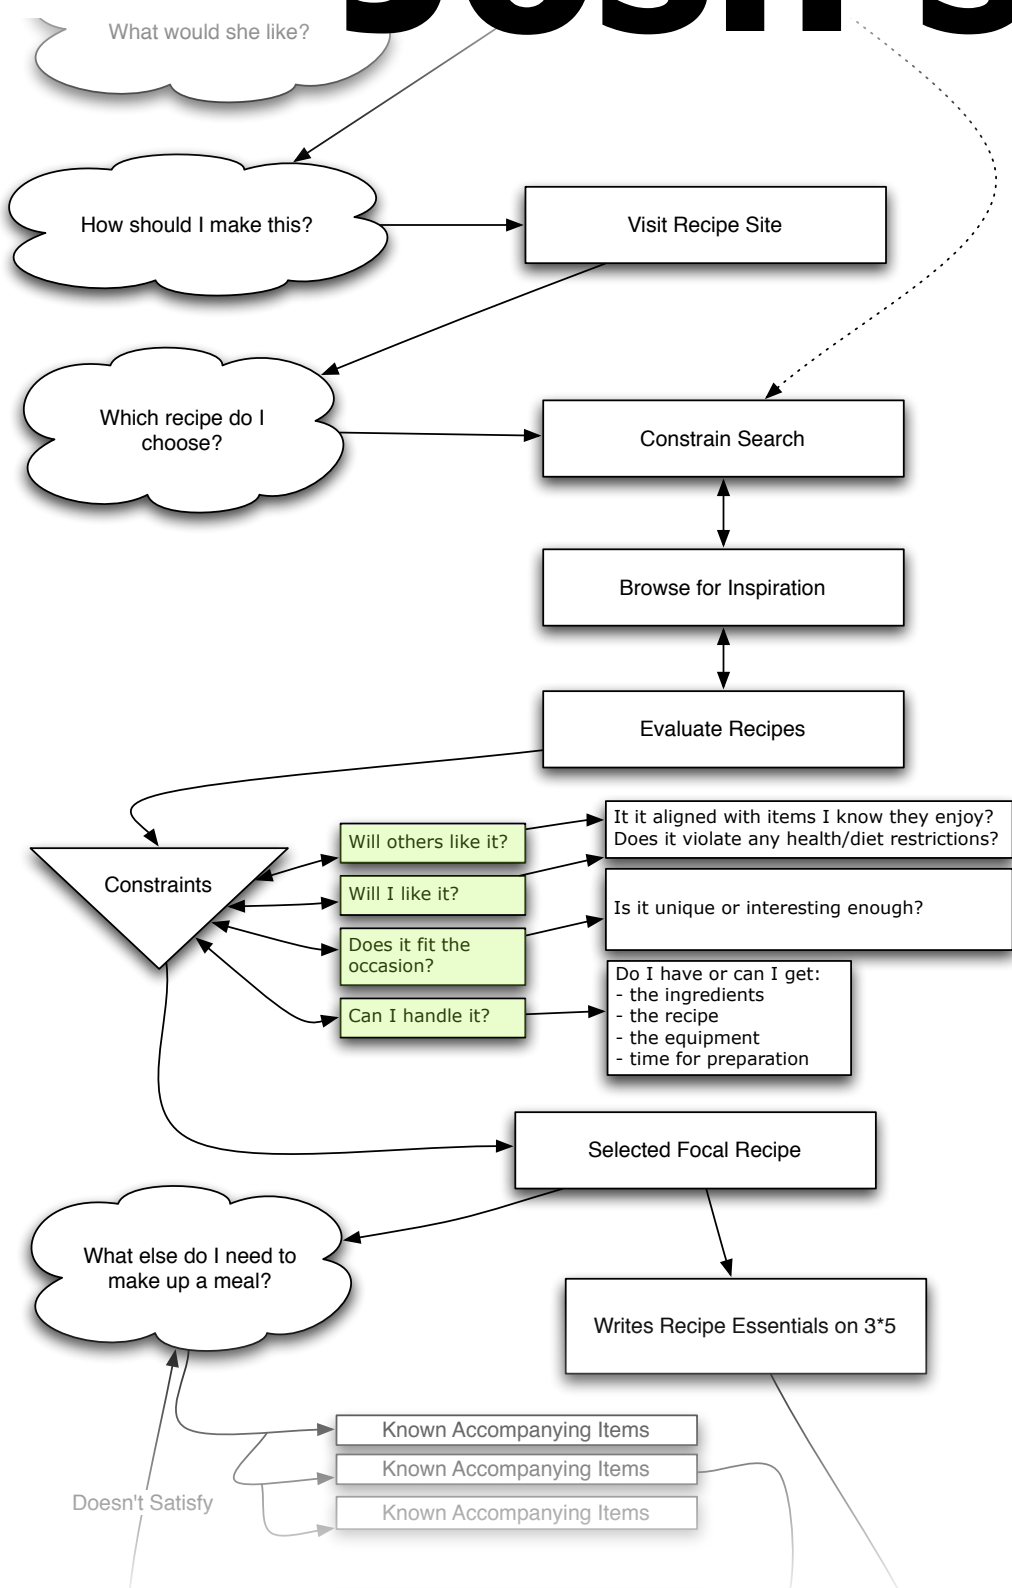 What would she like?
How should I make this?
Visit Recipe Site
Which recipe do I
choose?
Constrain Search
Browse for Inspiration
Evaluate Recipes
Constraints
Will others like it?
Will I like it?
Does it fit the
occasion?
Can I handle it?
It it aligned with items I know they enjoy?
Does it violate any health/diet restrictions?
Is it unique or interesting enough?
Do I have or can I get:
- the ingredients
- the recipe
- the equipment
- time for preparation
Selected Focal Recipe
What else do I need to
make up a meal?
Writes Recipe Essentials on 3*5
Known Accompanying Items
Known Accompanying Items
Known Accompanying Items
Doesn't Satisfy